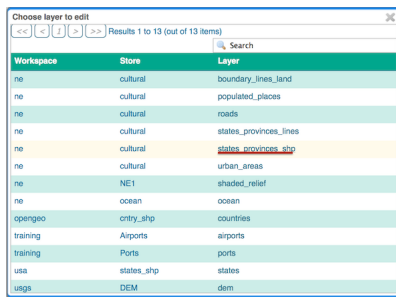 Choose layer to edit
<< < 1 > >> Results 1 to 13 (out of 13 items)
Search
Workspace Store Layer
ne cultural boundary_lines_land
ne cultural populated_places
ne cultural roads
ne cultural states_provinces_lines
ne cultural states_provinces_shp
ne cultural urban_areas
ne NE1 shaded_relief
ne ocean ocean
opengeo cntry_shp countries
training Airports airports
training Ports ports
usa states_shp states
usgs DEM dem